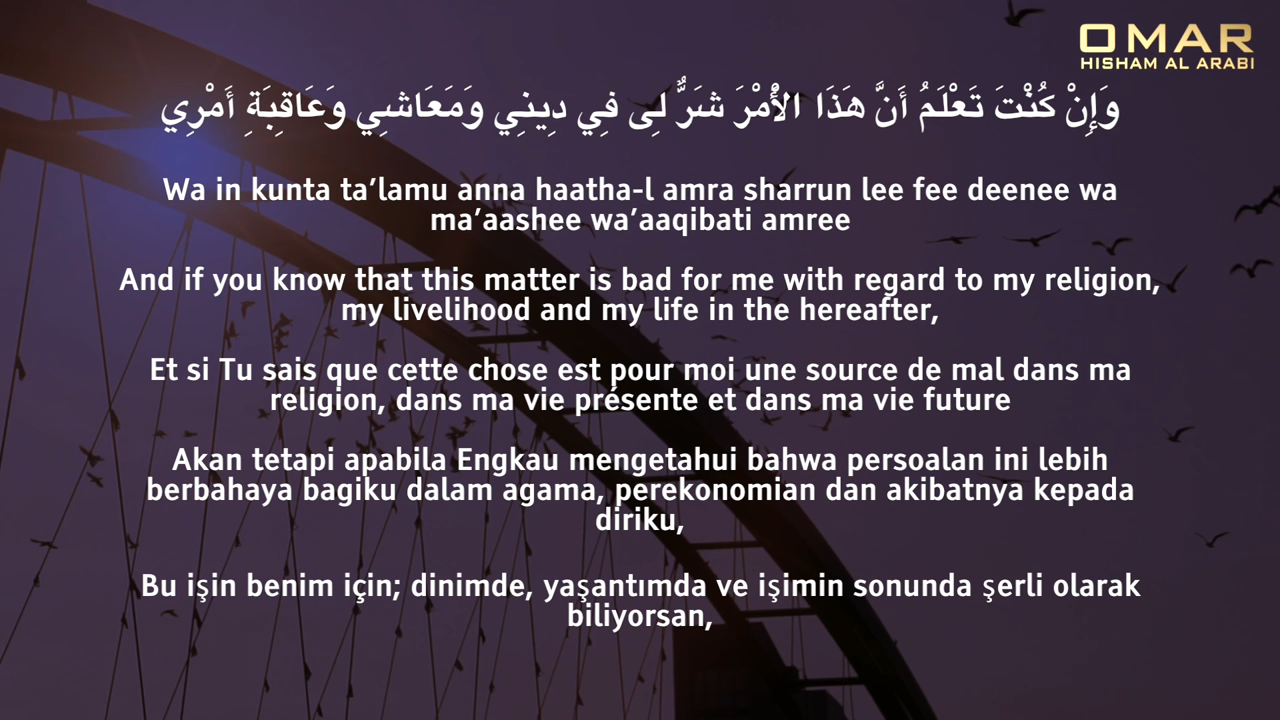 OMAR
HISHAM AL ARABI
وَإِنْ كُنْتَ تَعْلَمُ أَنَّ هَذَا الأَمْرَ شَرٌّ لِى فِي دِينِي وَمَعَاشِي وَعَاقِبَةِ أَمْرِي
Wa in kunta ta’lamu anna haatha-l amra sharrun lee fee deenee wa
ma’aashee wa’aaqibati amree
And if you know that this matter is bad for me with regard to my religion,
my livelihood and my life in the hereafter,
Et si Tu sais que cette chose est pour moi une source de mal dans ma
religion, dans ma vie présente et dans ma vie future
Akan tetapi apabila Engkau mengetahui bahwa persoalan ini lebih
berbahaya bagiku dalam agama, perekonomian dan akibatnya kepada
diriku,
Bu işin benim için; dinimde, yaşantımda ve işimin sonunda şerli olarak
biliyorsan,